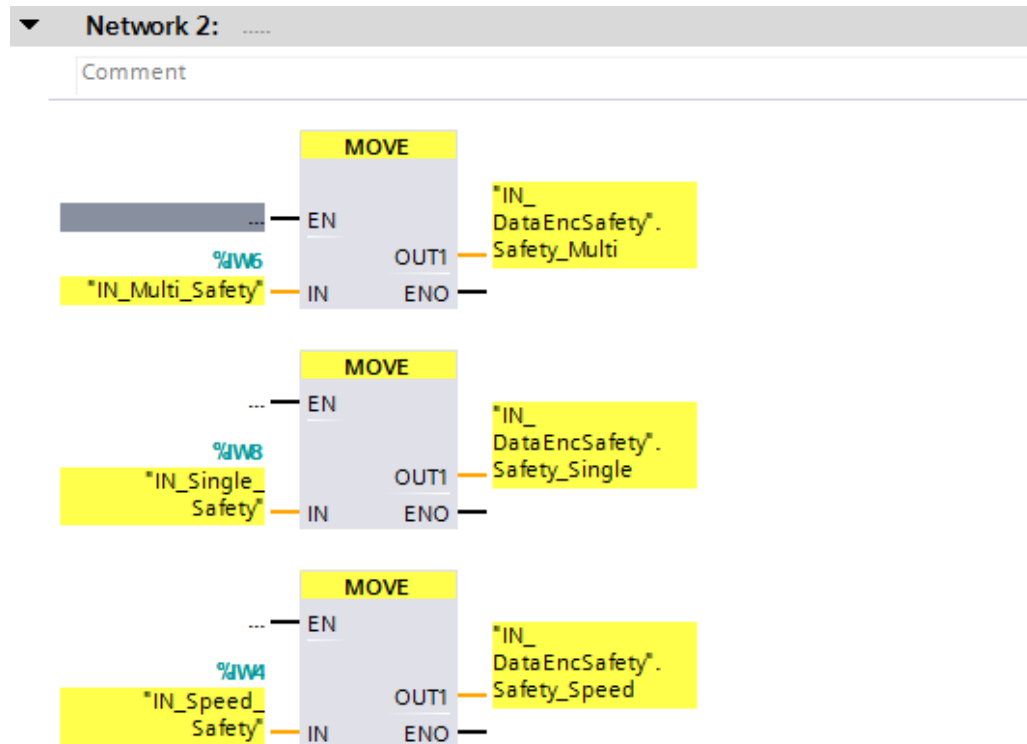 Network 2: .....
Comment
MOVE
... EN
"IN_
DataEncSafety".
Safety_Multi
%IW6
OUT1
"IN_Multi_Safety" IN ENO
MOVE
... EN
"IN_
DataEncSafety".
Safety_Single
%IW8
OUT1
"IN_Single_
Safety" IN ENO
MOVE
... EN
"IN_
DataEncSafety".
Safety_Speed
%IW4
OUT1
"IN_Speed_
Safety" IN ENO